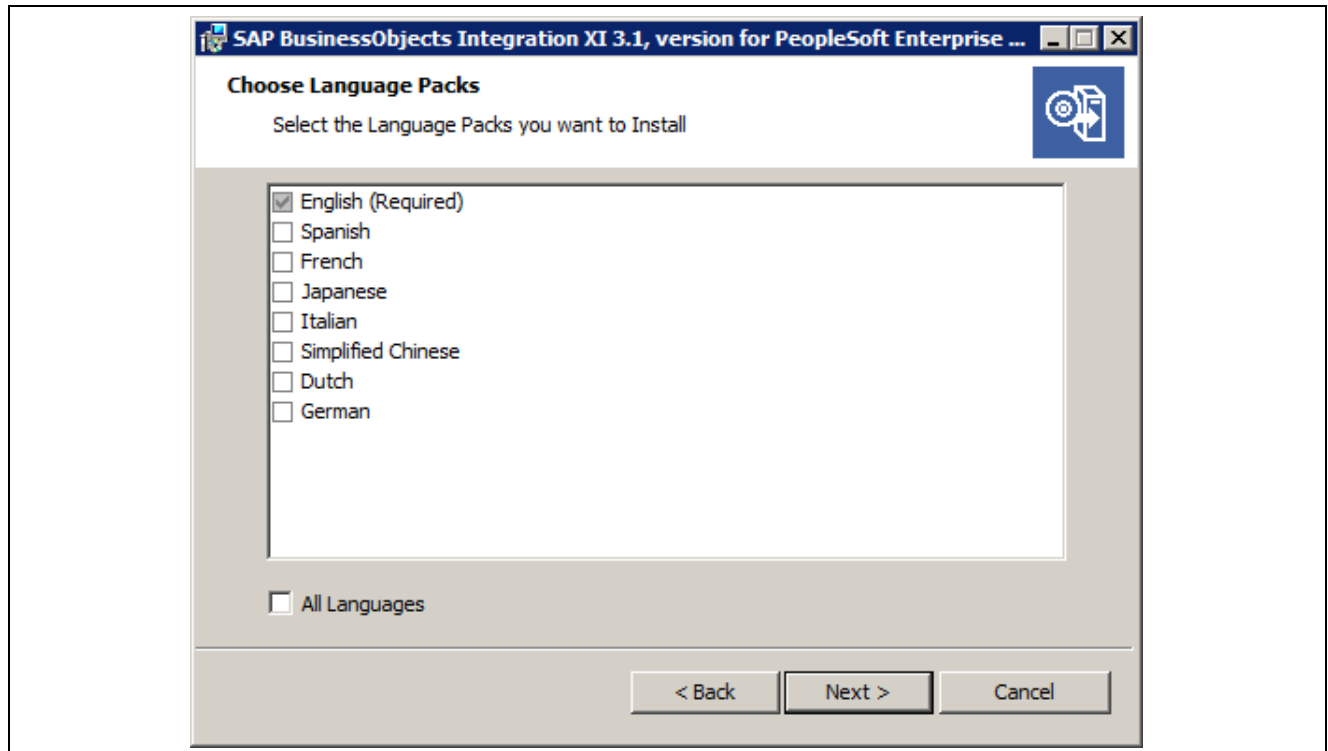 SAP BusinessObjects Integration XI 3.1, version for PeopleSoft Enterprise ...
Choose Language Packs
Select the Language Packs you want to Install
English (Required)
Spanish
French
Japanese
Italian
Simplified Chinese
Dutch
German
All Languages
< Back Next > Cancel